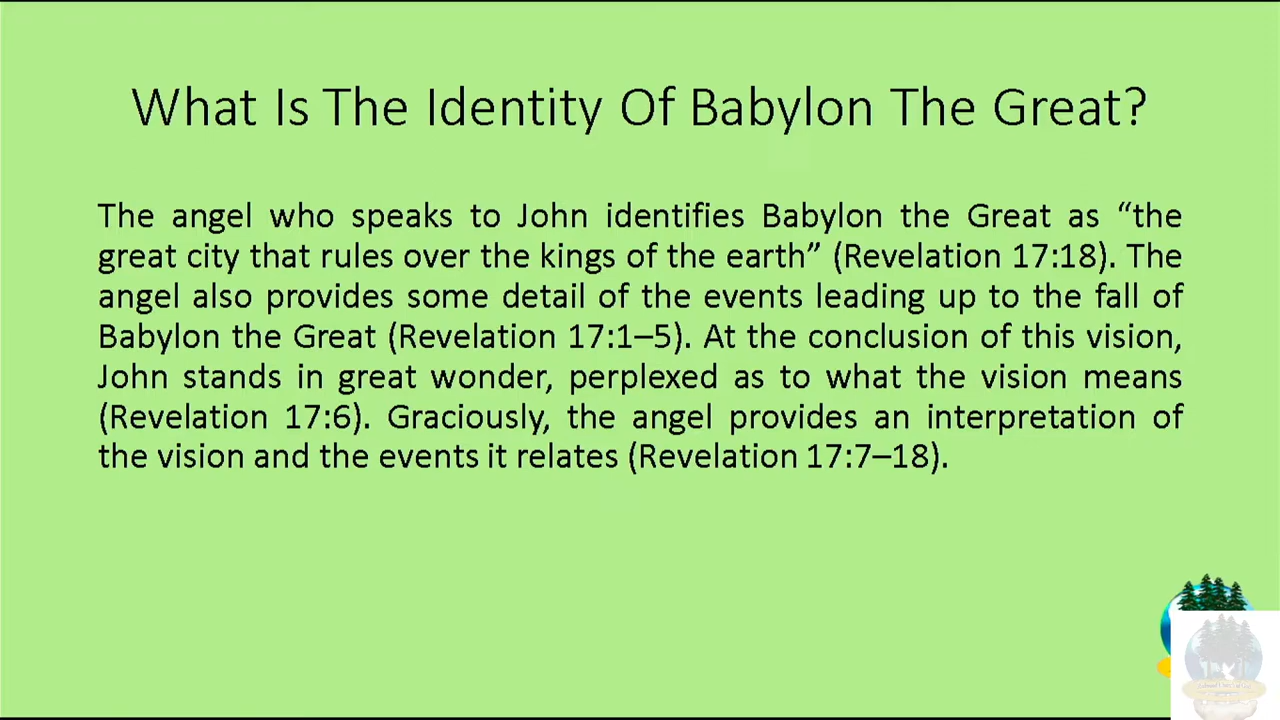 What Is The Identity Of Babylon The Great?
The angel who speaks to John identifies Babylon the Great as “the
great city that rules over the kings of the earth” (Revelation 17:18). The
angel also provides some detail of the events leading up to the fall of
Babylon the Great (Revelation 17:1–5). At the conclusion of this vision,
John stands in great wonder, perplexed as to what the vision means
(Revelation 17:6). Graciously, the angel provides an interpretation of
the vision and the events it relates (Revelation 17:7–18).